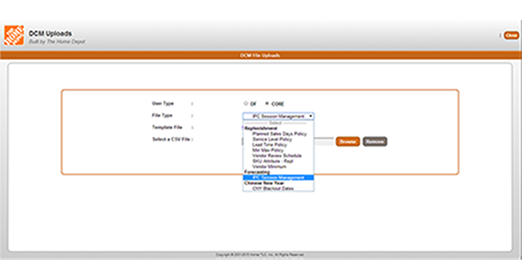 THE HOME DEPOT
DCM Uploads
Built by The Home Depot
Close
DCM File Uploads
User Type :
DF CORE
File Type :
IPC Session Management
Template File :
Select a CSV File :
Browse
Remove
Select
Replenishment
Planned Sales Days Policy
Service Level Policy
Lead Time Policy
Min Max Policy
Vendor Review Schedule
SKU Attribute - Repl
Vendor Minimum
Forecasting
IPC Session Management
Chinese New Year
CNY Blackout Dates
Copyright © 2001-2015 Homer TLC, Inc. All Rights Reserved